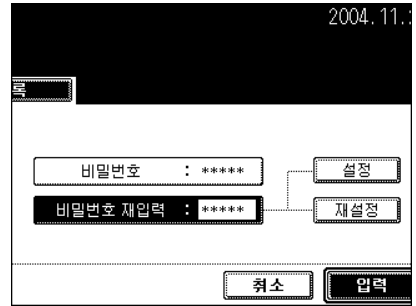 2004. 11.:
록
비밀번호 : ***** 설정
비밀번호 재입력 : ***** 재설정
취소 입력